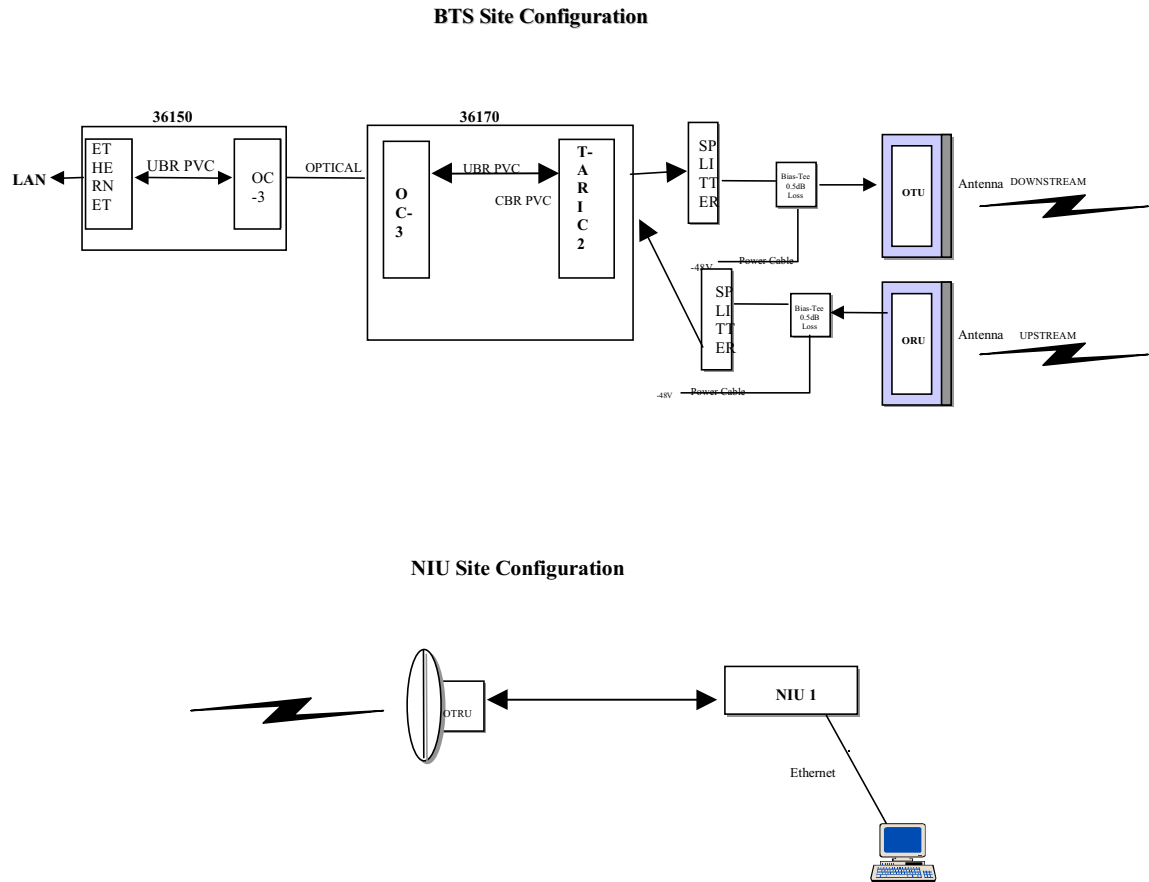 BTS Site Configuration
36150
36170
ET
HE
RN
ET
UBR PVC
OC
-3
LAN
OPTICAL
O
C-
3
UBR PVC
CBR PVC
T-
A
R
I
C
2
SP
LI
TT
ER
Bias-Tee
0.5dB
Loss
OTU
Antenna
DOWNSTREAM
-48V
Power Cable
SP
LI
TT
ER
Bias-Tee
0.5dB
Loss
ORU
Antenna
UPSTREAM
-48V
Power Cable
NIU Site Configuration
OTRU
NIU 1
Ethernet